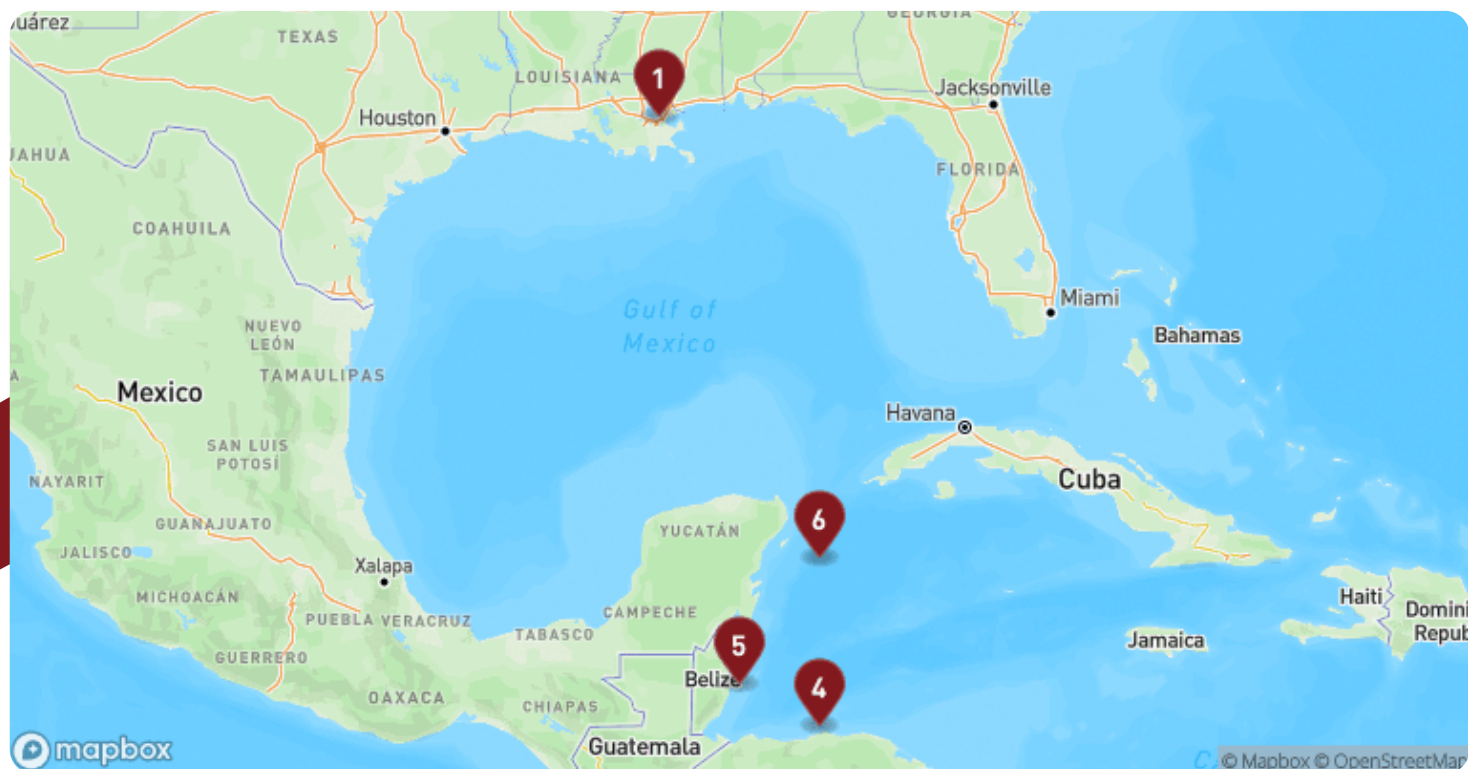 uárez
TEXAS
GEORGIA
LOUISIANA
1
Jacksonville
Houston
FLORIDA
COAHUILA
Gulf of
Mexico
Miami
NUEVO
LEÓN
Bahamas
TAMAULIPAS
Mexico
Havana
SAN LUIS
POTOSÍ
Cuba
NAYARIT
6
GUANAJUATO
YUCATÁN
JALISCO
Xalapa
MICHOACÁN
Haiti
PUEBLA
VERACRUZ
CAMPECHE
Domini
Repub
TABASCO
Jamaica
5
GUERRERO
Belize
4
OAXACA
CHIAPAS
mapbox
Guatemala
© Mapbox © OpenStreetMap